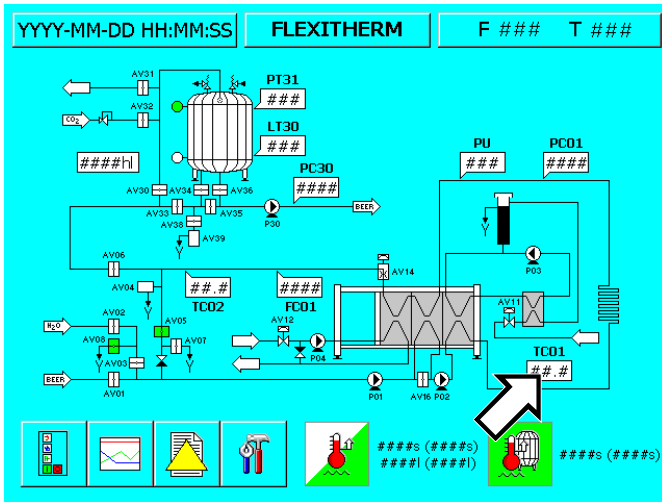 YYYY-MM-DD HH:MM:SS
FLEXITHERM
F ### T ###
AV31
PT31
###
AV32
CO2
LT30
###
####hl
PU
###
PC01
####
AV30
AV34
AV36
PC30
####
AV33
AV35
BEER
AV38
P30
AV39
P03
AV06
AV14
AV04
##.#
TC02
####
FC01
AV11
AV02
AV05
AV12
H2O
AV08
AV07
P04
TC01
##.#
AV03
BEER
AV01
P01
AV16
P02
####s (####s)
####l (####l)
####s (####s)